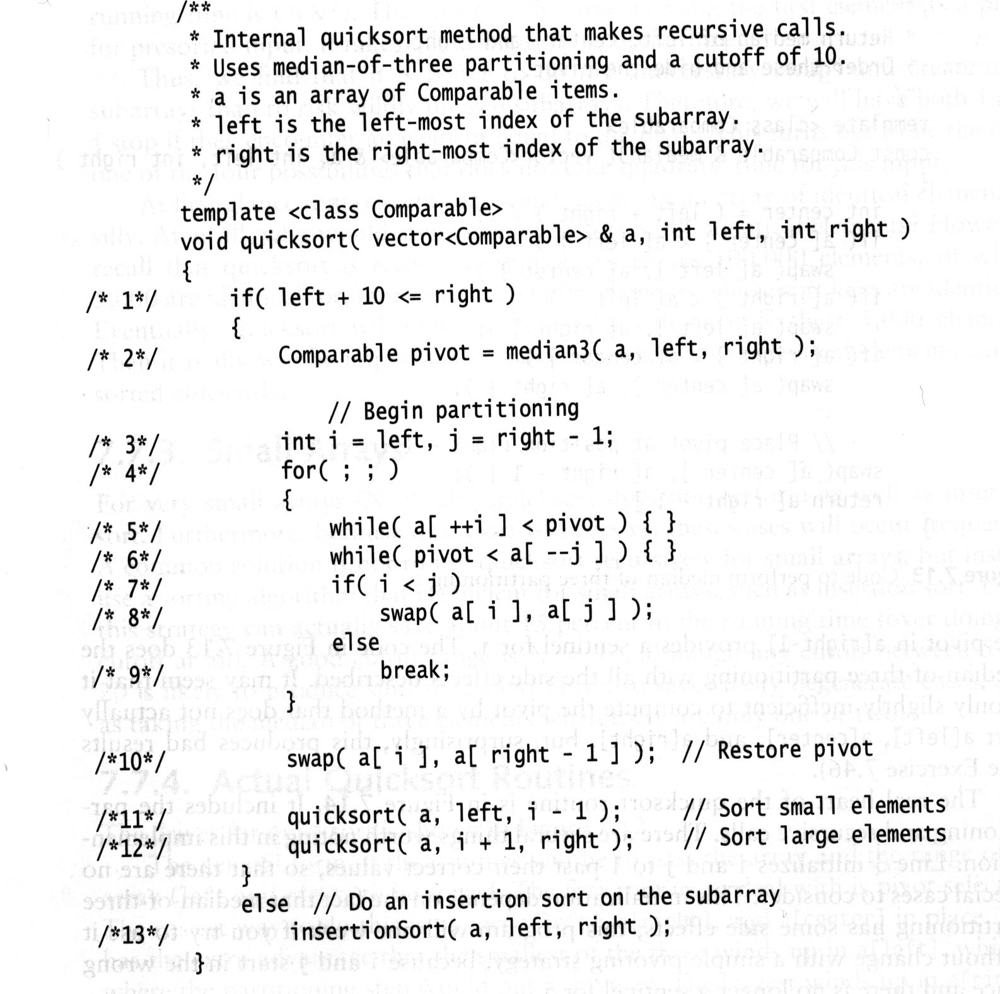 /**
* Internal quicksort method that makes recursive calls.
* Uses median-of-three partitioning and a cutoff of 10.
* a is an array of Comparable items.
* left is the left-most index of the subarray.
* right is the right-most index of the subarray.
*/
template <class Comparable>
void quicksort( vector<Comparable> & a, int left, int right )
{
/* 1*/ if( left + 10 <= right )
{
/* 2*/ Comparable pivot = median3( a, left, right );
// Begin partitioning
/* 3*/ int i = left, j = right - 1;
/* 4*/ for( ; ; )
{
/* 5*/ while( a[ ++i ] < pivot ) { }
/* 6*/ while( pivot < a[ --j ] ) { }
/* 7*/ if( i < j )
/* 8*/ swap( a[ i ], a[ j ] );
else
/* 9*/ break;
}
/*10*/ swap( a[ i ], a[ right - 1 ] ); // Restore pivot
/*11*/ quicksort( a, left, i - 1 ); // Sort small elements
/*12*/ quicksort( a, i + 1, right ); // Sort large elements
}
else // Do an insertion sort on the subarray
/*13*/ insertionSort( a, left, right );
}